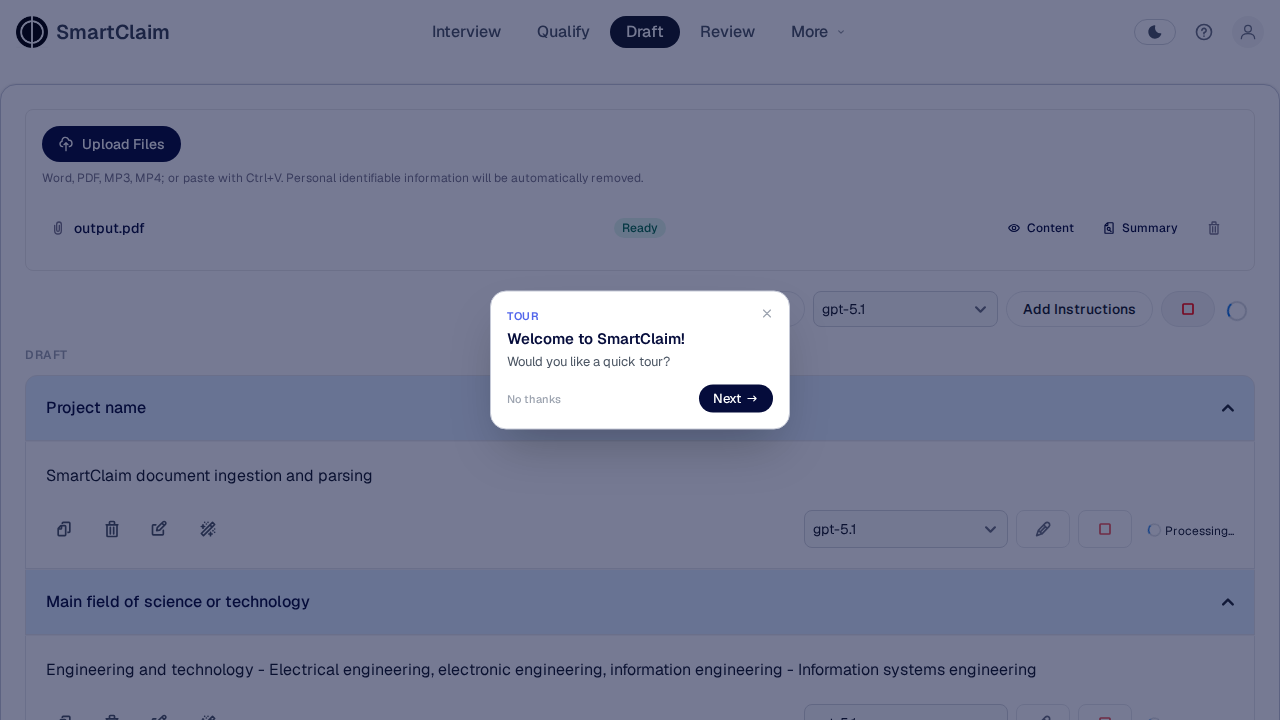 SmartClaim
Interview
Qualify
Draft
Review
More
Upload Files
Word, PDF, MP3, MP4; or paste with Ctrl+V. Personal identifiable information will be automatically removed.
output.pdf
Ready
Content
Summary
gpt-5.1
Add Instructions
TOUR
Welcome to SmartClaim!
Would you like a quick tour?
No thanks
Next →
DRAFT
Project name
SmartClaim document ingestion and parsing
gpt-5.1
Processing...
Main field of science or technology
Engineering and technology - Electrical engineering, electronic engineering, information engineering - Information systems engineering
gpt-5.1